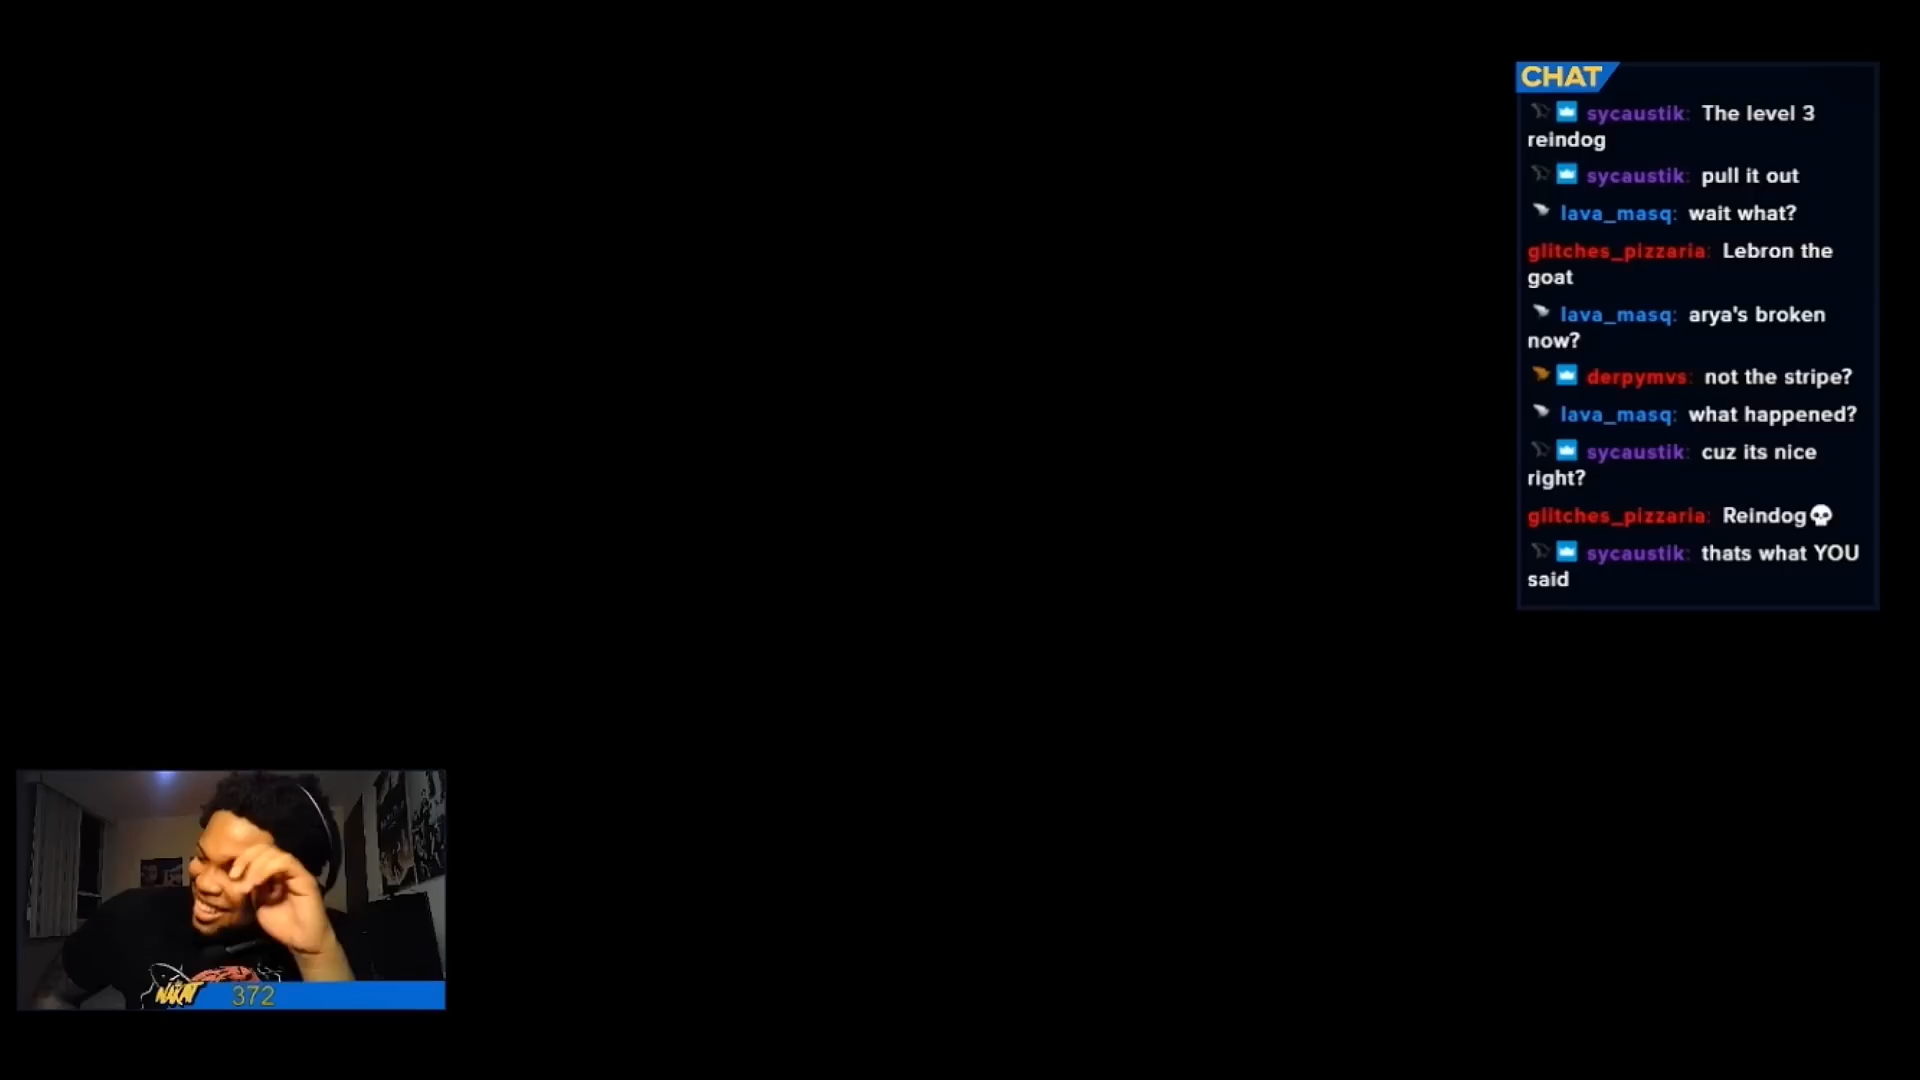 CHAT
sycaustik: The level 3
reindog
sycaustik: pull it out
lava_masq: wait what?
glitches_pizzaria: Lebron the
goat
lava_masq: arya's broken
now?
derpymvs: not the stripe?
lava_masq: what happened?
sycaustik: cuz its nice
right?
glitches_pizzaria: Reindog💀
sycaustik: thats what YOU
said
NAKAT 372